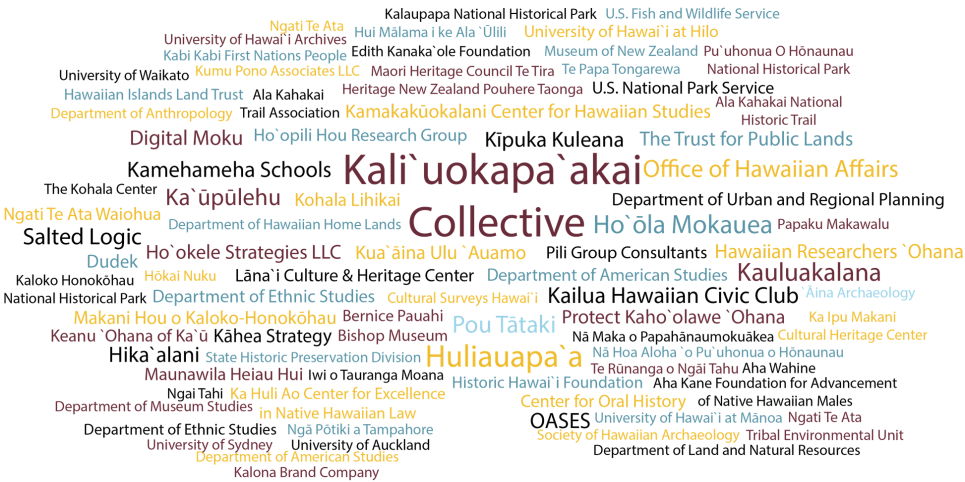 Kalaupapa National Historical Park U.S. Fish and Wildlife Service
Ngati Te Ata Hui Mālama i ke Ala `Ūlili University of Hawai`i at Hilo
University of Hawai`i Archives
Kabi Kabi First Nations People Edith Kanaka`ole Foundation Museum of New Zealand Pu`uhonua O Hōnaunau
University of Waikato Kumu Pono Associates LLC Maori Heritage Council Te Tira Te Papa Tongarewa National Historical Park
Hawaiian Islands Land Trust Ala Kahakai Heritage New Zealand Pouhere Taonga U.S. National Park Service
Department of Anthropology Trail Association Kamakakūokalani Center for Hawaiian Studies Ala Kahakai National
Historic Trail
Digital Moku Ho`opili Hou Research Group Kīpuka Kuleana The Trust for Public Lands
Kamehameha Schools Kali`uokapa`akai Office of Hawaiian Affairs
The Kohala Center Ka`ūpūlehu Kohala Lihikai Department of Urban and Regional Planning
Ngati Te Ata Waiohua Department of Hawaiian Home Lands Collective Ho`ōla Mokauea Papaku Makawalu
Salted Logic
Dudek Ho`okele Strategies LLC Kua`āina Ulu `Auamo Pili Group Consultants Hawaiian Researchers `Ohana
Kaloko Honokōhau Hōkai Nuku Lāna`i Culture & Heritage Center Department of American Studies Kauluakalana
National Historical Park Department of Ethnic Studies Cultural Surveys Hawai`i Kailua Hawaiian Civic Club `Āina Archaeology
Makani Hou o Kaloko-Honokōhau Bernice Pauahi Pou Tātaki Protect Kaho`olawe `Ohana Ka Ipu Makani
Keanu `Ohana of Ka`ū Kāhea Strategy Bishop Museum Nā Maka o Papahānaumokuākea Cultural Heritage Center
Hika`alani State Historic Preservation Division Huliauapa`a Nā Hoa Aloha `o Pu`uhonua o Hōnaunau
Maunawila Heiau Hui Iwi o Tauranga Moana Te Rūnanga o Ngāi Tahu Aha Wahine
Historic Hawai`i Foundation Aha Kane Foundation for Advancement
Ngai Tahi Ka Huli Ao Center for Excellence Center for Oral History of Native Hawaiian Males
Department of Museum Studies in Native Hawaiian Law OASES University of Hawai`i at Mānoa Ngati Te Ata
Department of Ethnic Studies Ngā Pōtiki a Tampahore Society of Hawaiian Archaeology Tribal Environmental Unit
University of Sydney University of Auckland Department of Land and Natural Resources
Department of American Studies
Kalona Brand Company